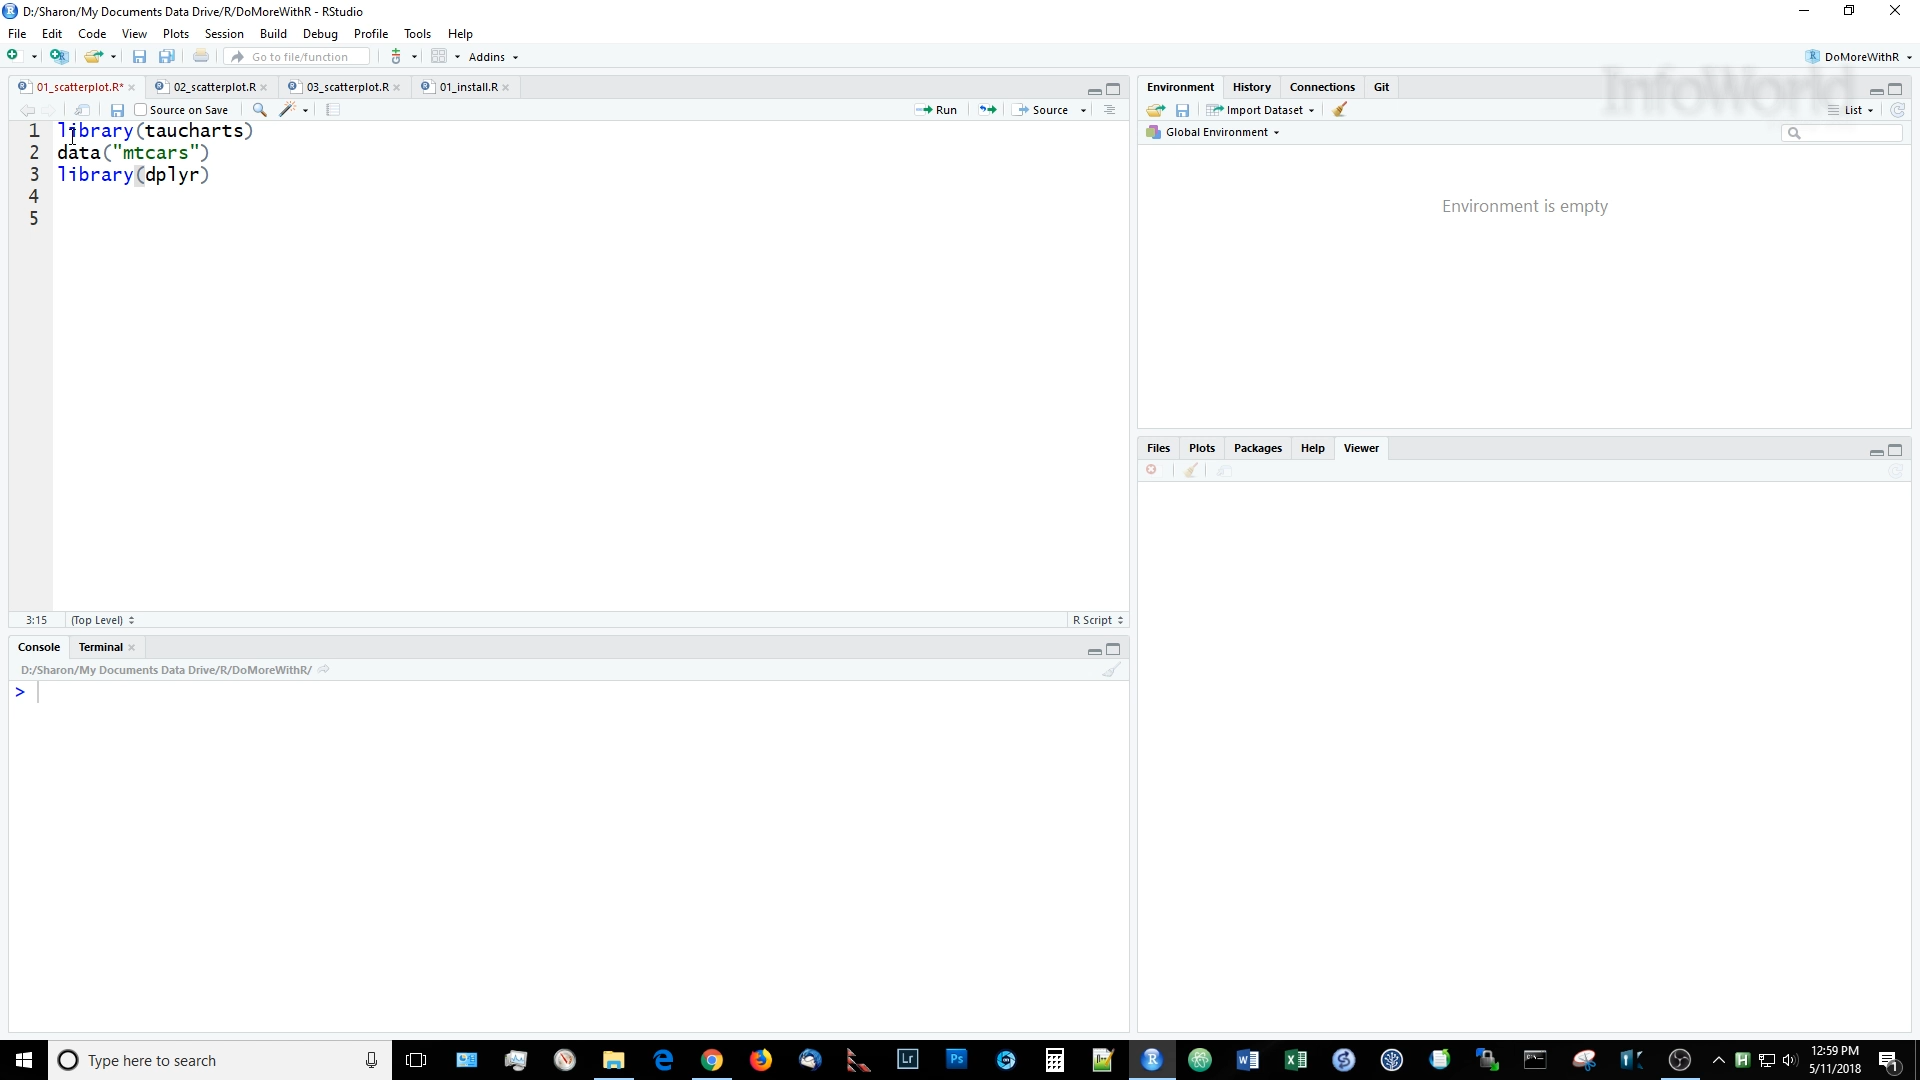 D:/Sharon/My Documents Data Drive/R/DoMoreWithR - RStudio
File Edit Code View Plots Session Build Debug Profile Tools Help
Go to file/function Addins DoMoreWithR
InfoWorld
01_scatterplot.R* 02_scatterplot.R 03_scatterplot.R 01_install.R
Source on Save Run Source
1 library(taucharts)
2 data("mtcars")
3 library(dplyr)
4
5
3:15 (Top Level) R Script
Console Terminal
D:/Sharon/My Documents Data Drive/R/DoMoreWithR/
>
Environment History Connections Git
Import Dataset List
Global Environment
Environment is empty
Files Plots Packages Help Viewer
Type here to search
Lr
Ps
12:59 PM
5/11/2018
1